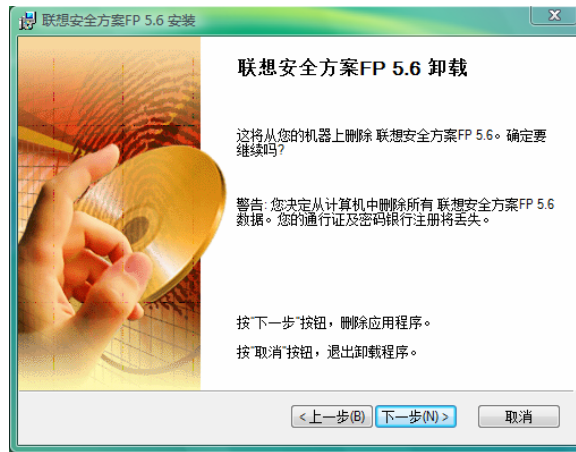 联想安全方案FP 5.6 安装
联想安全方案FP 5.6 卸载
这将从您的机器上删除 联想安全方案FP 5.6。确定要
继续吗?
警告: 您决定从计算机中删除所有 联想安全方案FP 5.6
数据。您的通行证及密码银行注册将丢失。
按"下一步"按钮，删除应用程序。
按"取消"按钮，退出卸载程序。
<上一步(B) 下一步(N)> 取消